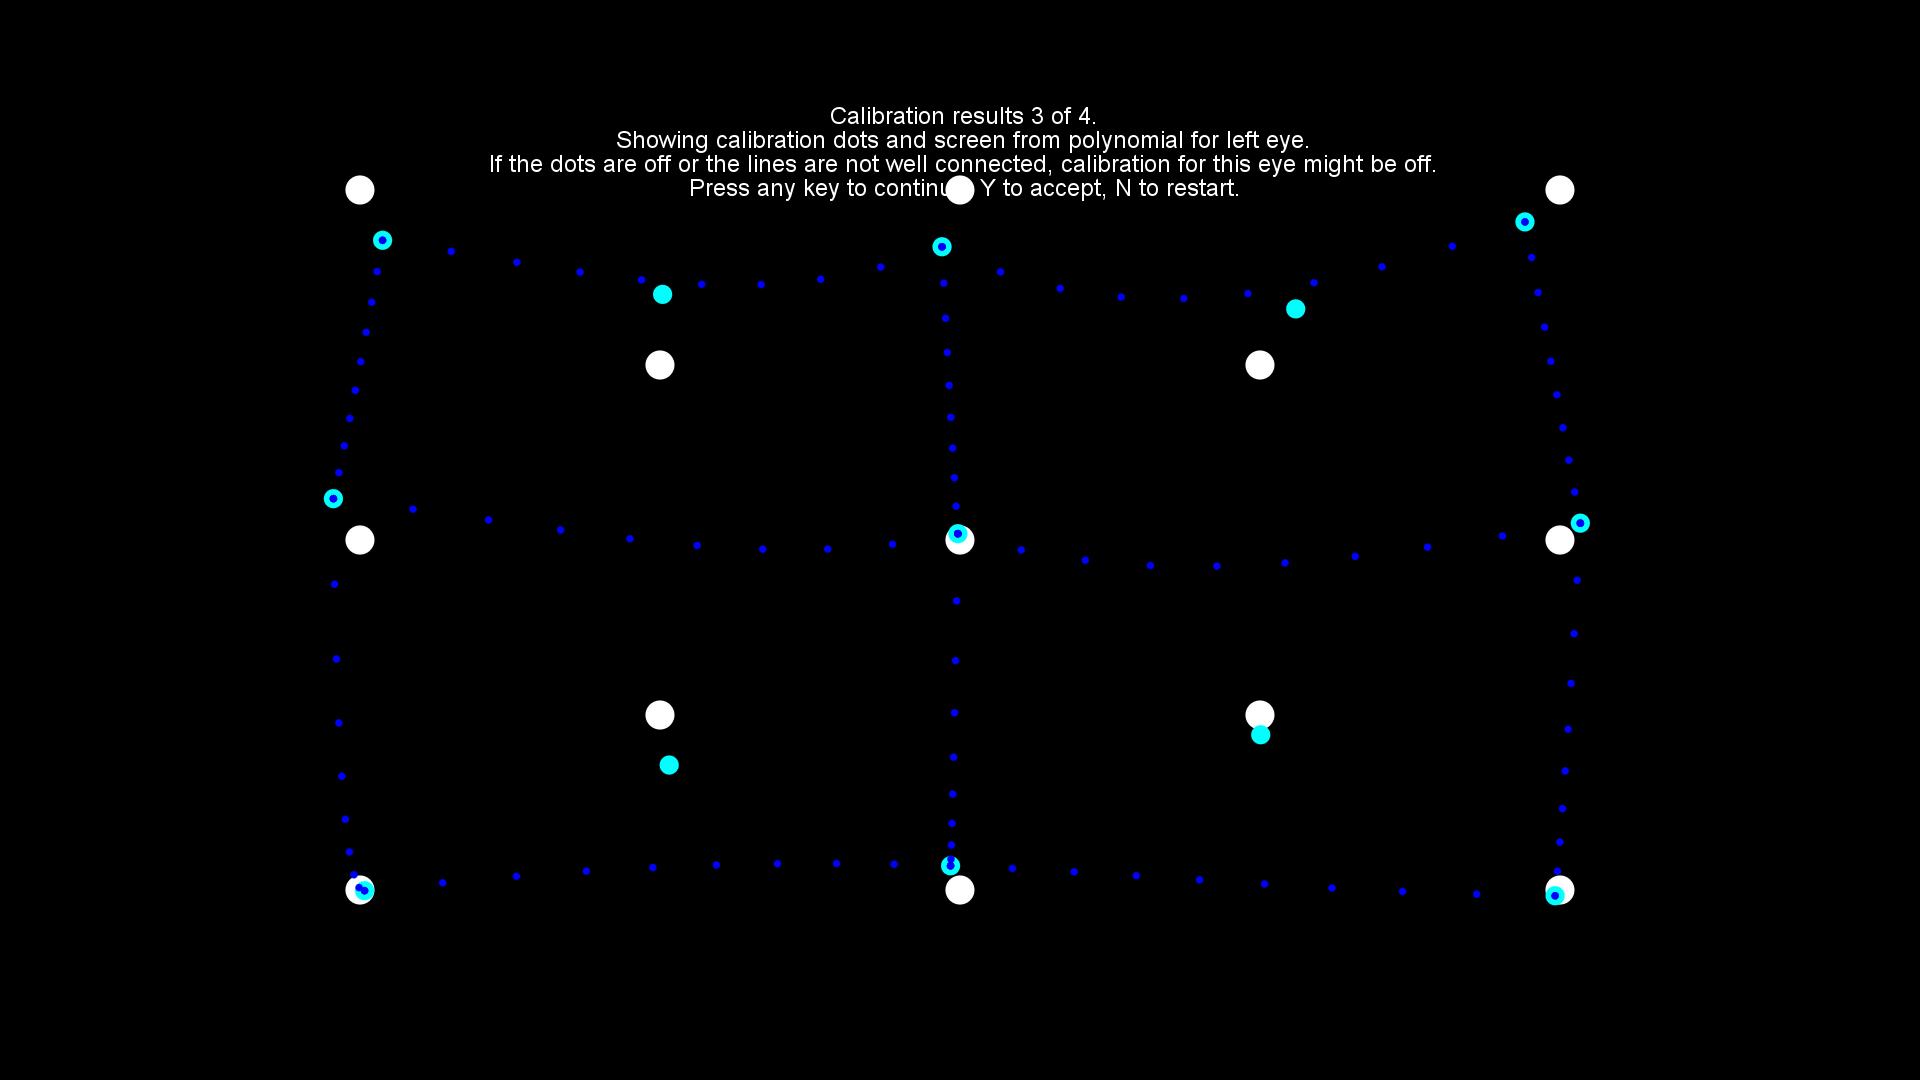 Calibration results 3 of 4.
Showing calibration dots and screen from polynomial for left eye.
If the dots are off or the lines are not well connected, calibration for this eye might be off.
Press any key to continu Y to accept, N to restart.